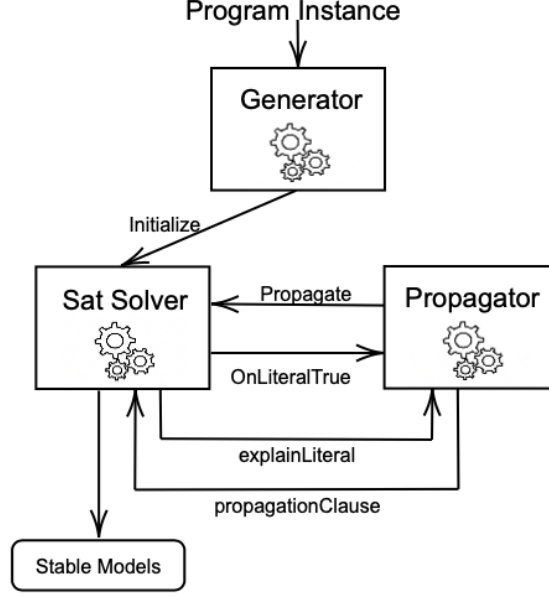 Program Instance
Generator
Initialize
Sat Solver
Propagate
Propagator
OnLiteralTrue
explainLiteral
propagationClause
Stable Models